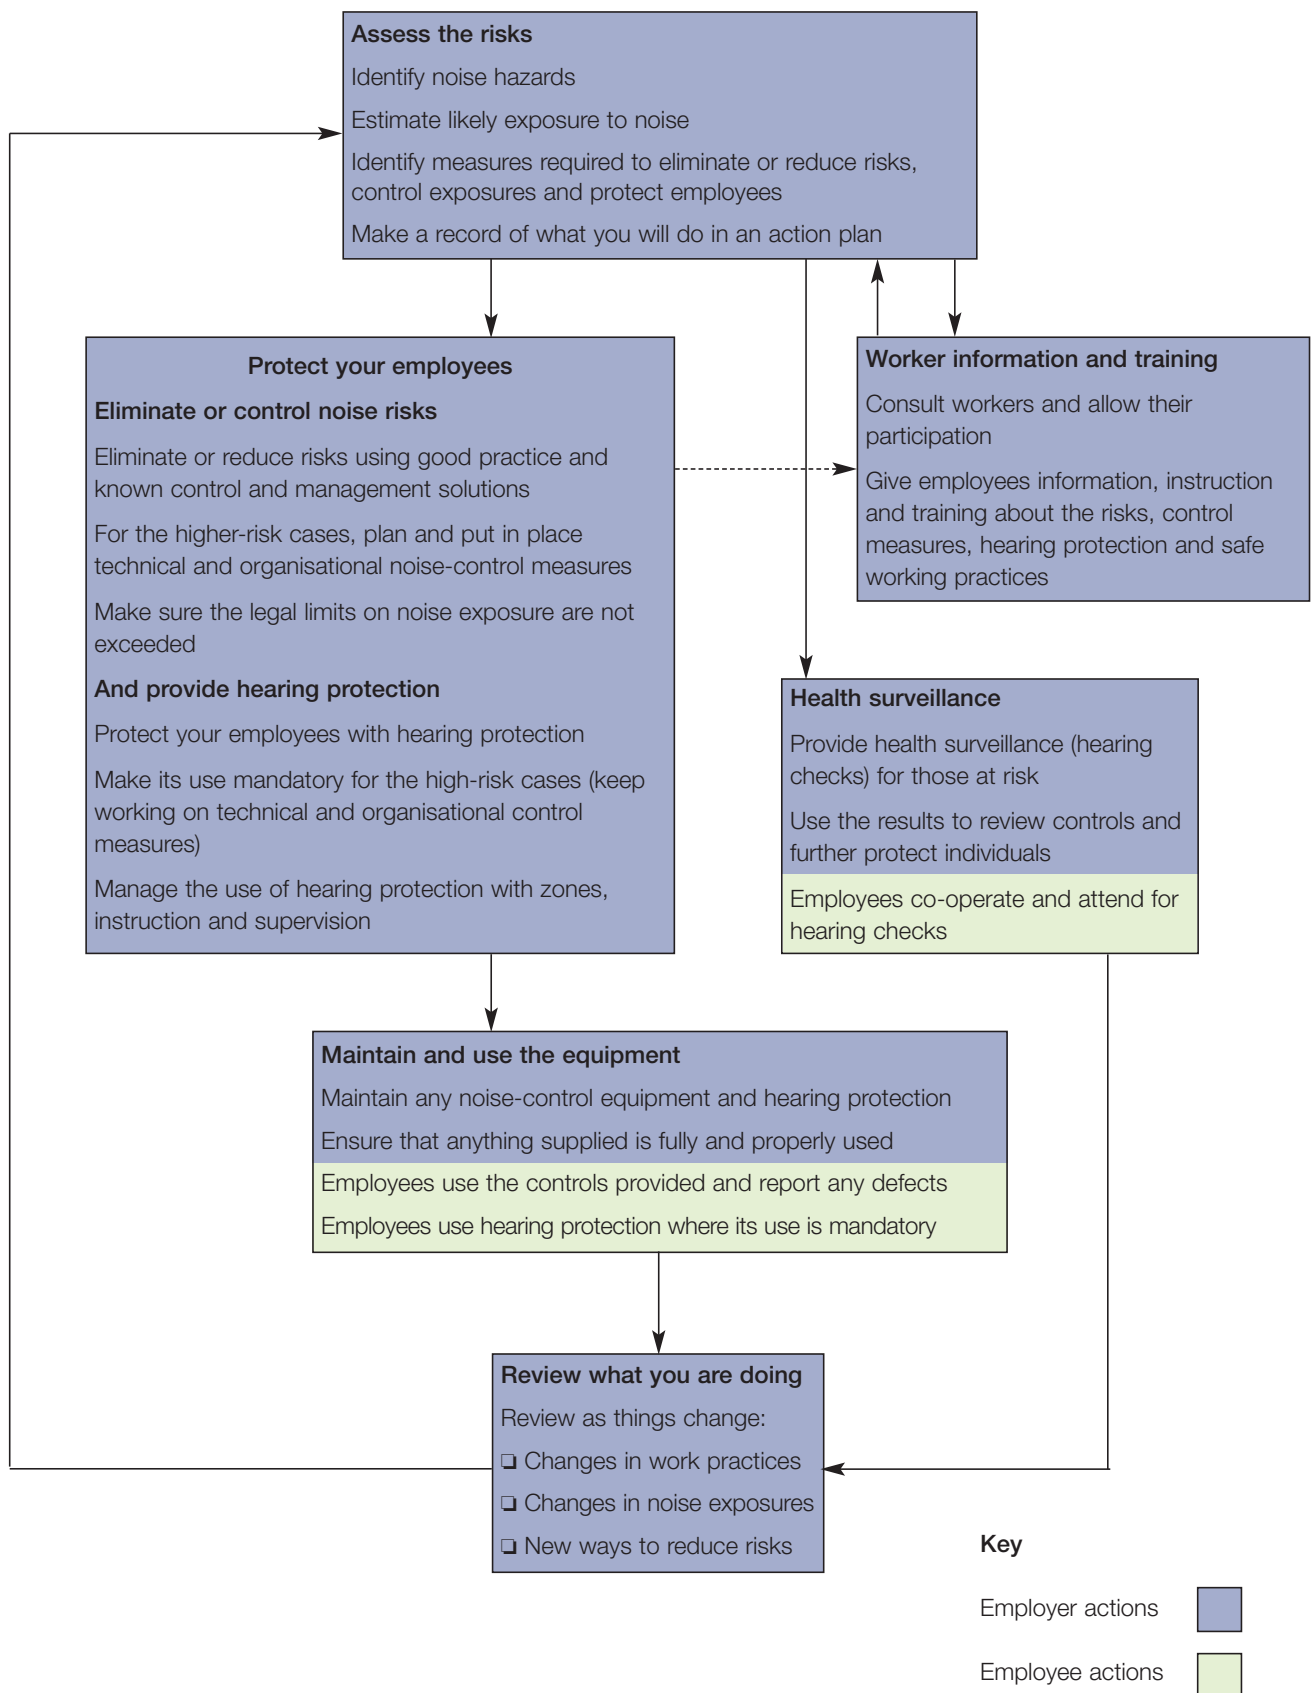 Assess the risks
Identify noise hazards
Estimate likely exposure to noise
Identify measures required to eliminate or reduce risks,
control exposures and protect employees
Make a record of what you will do in an action plan
Protect your employees
Eliminate or control noise risks
Eliminate or reduce risks using good practice and
known control and management solutions
For the higher-risk cases, plan and put in place
technical and organisational noise-control measures
Make sure the legal limits on noise exposure are not
exceeded
And provide hearing protection
Protect your employees with hearing protection
Make its use mandatory for the high-risk cases (keep
working on technical and organisational control
measures)
Manage the use of hearing protection with zones,
instruction and supervision
Worker information and training
Consult workers and allow their
participation
Give employees information, instruction
and training about the risks, control
measures, hearing protection and safe
working practices
Health surveillance
Provide health surveillance (hearing
checks) for those at risk
Use the results to review controls and
further protect individuals
Employees co-operate and attend for
hearing checks
Maintain and use the equipment
Maintain any noise-control equipment and hearing protection
Ensure that anything supplied is fully and properly used
Employees use the controls provided and report any defects
Employees use hearing protection where its use is mandatory
Review what you are doing
Review as things change:
❏ Changes in work practices
❏ Changes in noise exposures
❏ New ways to reduce risks
Key
Employer actions
Employee actions